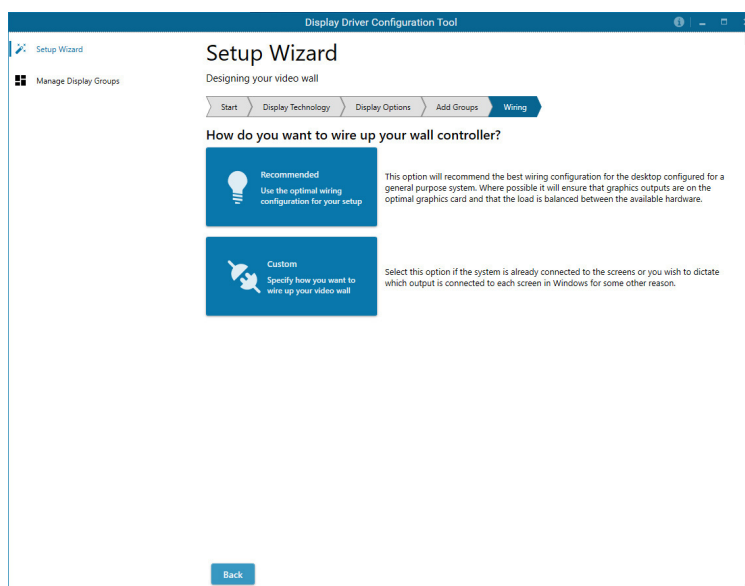 Display Driver Configuration Tool
Setup Wizard
Manage Display Groups
Setup Wizard
Designing your video wall
Start
Display Technology
Display Options
Add Groups
Wiring
How do you want to wire up your wall controller?
Recommended
Use the optimal wiring
configuration for your setup
This option will recommend the best wiring configuration for the desktop configured for a
general purpose system. Where possible it will ensure that graphics outputs are on the
optimal graphics card and that the load is balanced between the available hardware.
Custom
Specify how you want to
wire up your video wall
Select this option if the system is already connected to the screens or you wish to dictate
which output is connected to each screen in Windows for some other reason.
Back